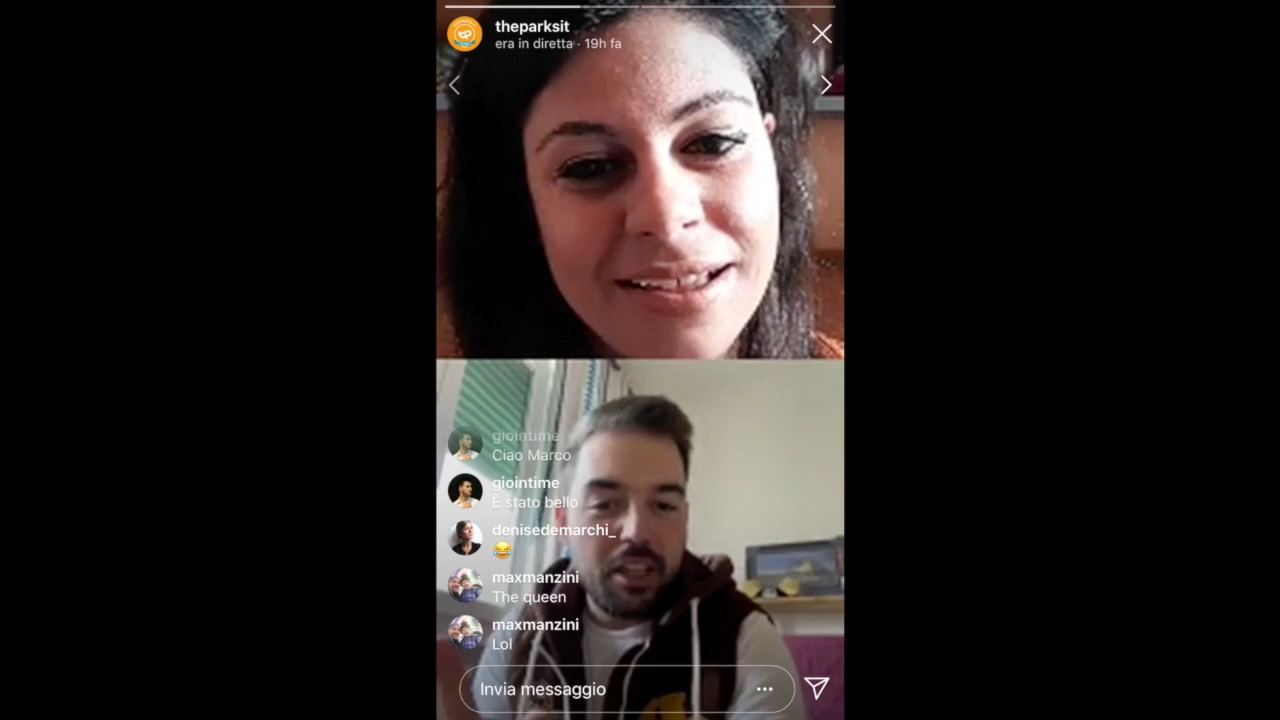 theparksit
era in diretta · 19h fa
giointime
Ciao Marco
giointime
È stato bello
denisedemarchi_
😂
maxmanzini
The queen
maxmanzini
Lol
Invia messaggio